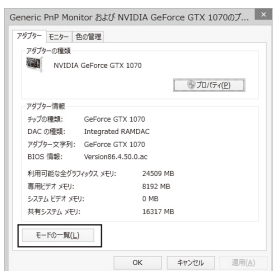 Generic PnP Monitor および NVIDIA GeForce GTX 1070のプ... ×
アダプター モニター 色の管理
アダプターの種類
NVIDIA GeForce GTX 1070
プロパティ(P)
アダプター情報
チップの種類: GeForce GTX 1070
DAC の種類: Integrated RAMDAC
アダプター文字列: GeForce GTX 1070
BIOS 情報: Version86.4.50.0.ac
利用可能な全グラフィックス メモリ: 24509 MB
専用ビデオ メモリ: 8192 MB
システム ビデオ メモリ: 0 MB
共有システム メモリ: 16317 MB
モードの一覧(L)
OK キャンセル 適用(A)